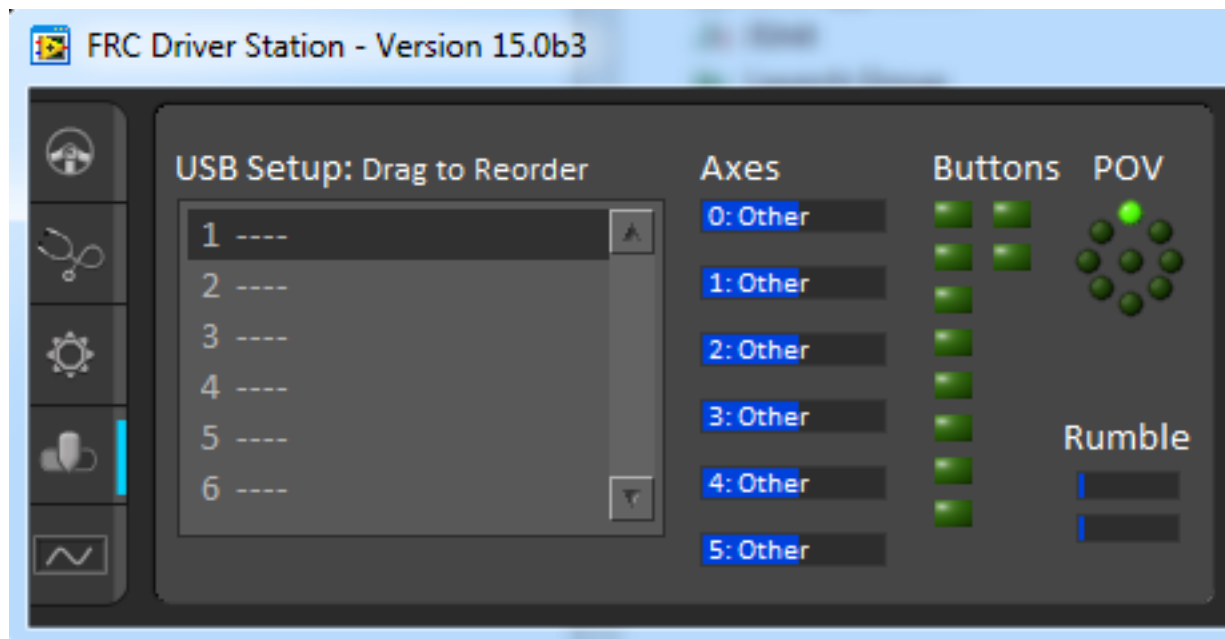 FRC Driver Station - Version 15.0b3
USB Setup: Drag to Reorder
1 ----
2 ----
3 ----
4 ----
5 ----
6 ----
Axes
0: Other
1: Other
2: Other
3: Other
4: Other
5: Other
Buttons
POV
Rumble